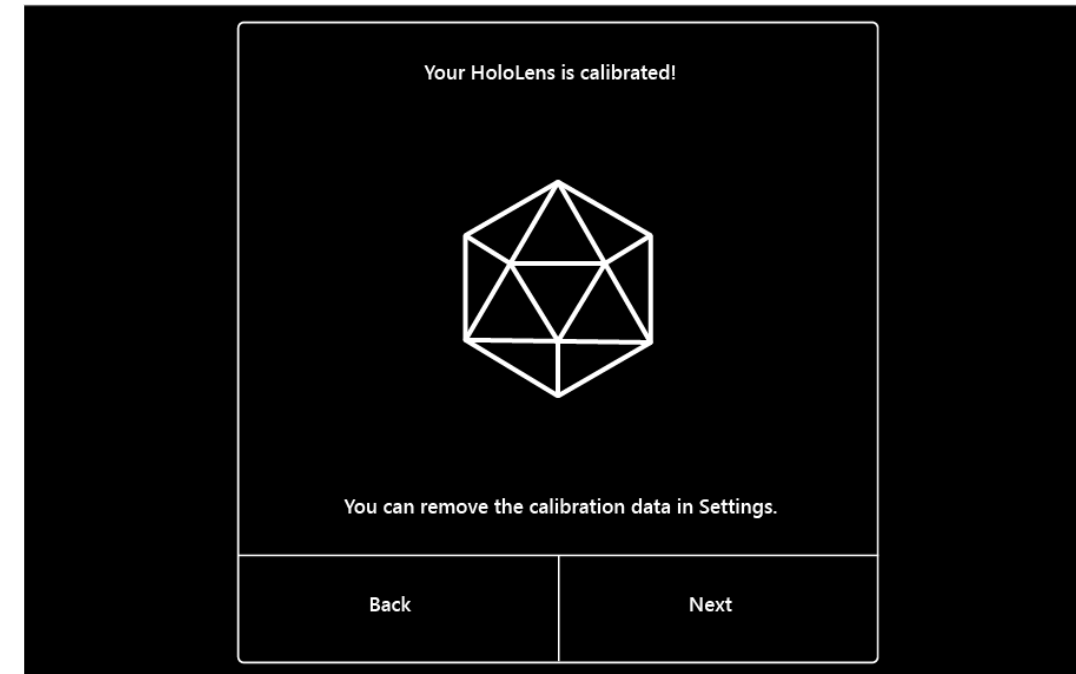 Your HoloLens is calibrated!
You can remove the calibration data in Settings.
Back
Next